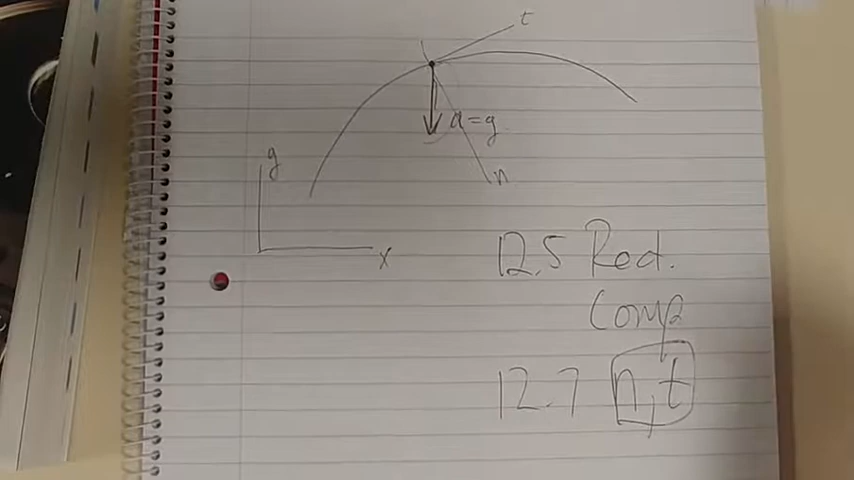 t
a=g
n
y
x
12.5 Rect.
Comp
12.7 n,t